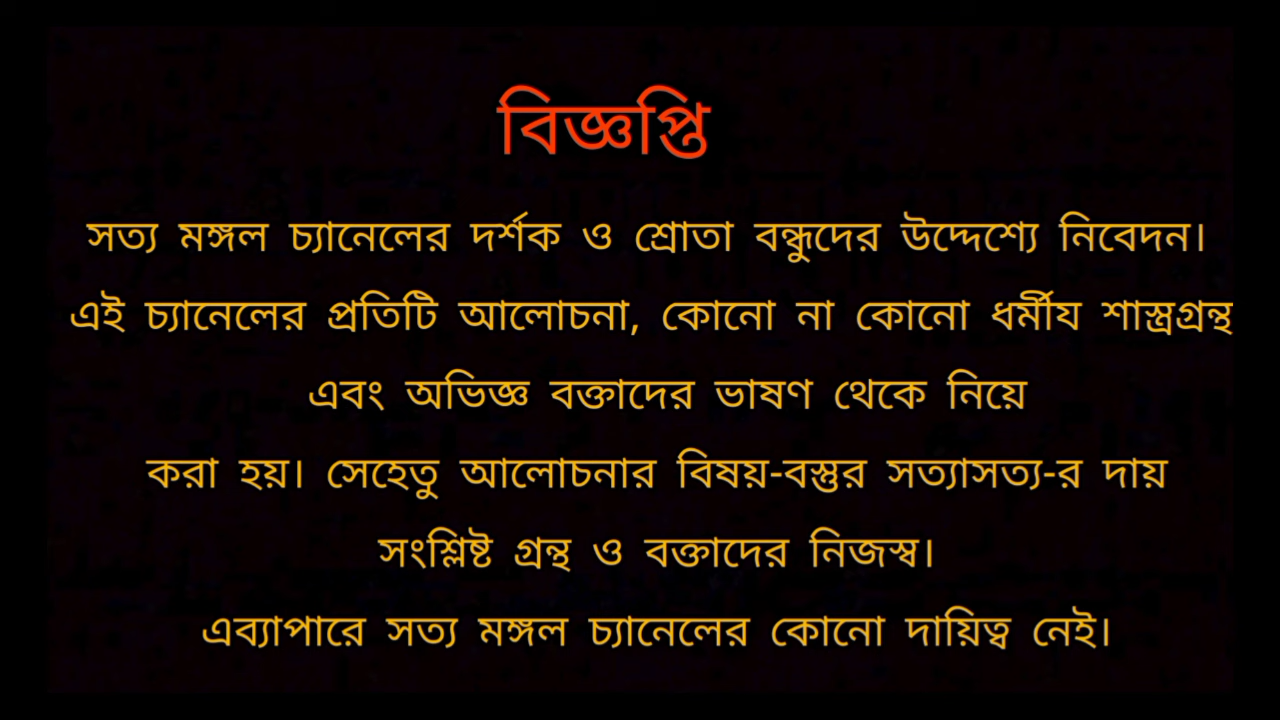 বিজ্ঞপ্তি
সত্য মঙ্গল চ্যানেলের দর্শক ও শ্রোতা বন্ধুদের উদ্দেশ্যে নিবেদন।
এই চ্যানেলের প্রতিটি আলোচনা, কোনো না কোনো ধর্মীয শাস্ত্রগ্রন্থ
এবং অভিজ্ঞ বক্তাদের ভাষণ থেকে নিয়ে
করা হয়। সেহেতু আলোচনার বিষয়-বস্তুর সত্যাসত্য-র দায়
সংশ্লিষ্ট গ্রন্থ ও বক্তাদের নিজস্ব।
এব্যাপারে সত্য মঙ্গল চ্যানেলের কোনো দায়িত্ব নেই।